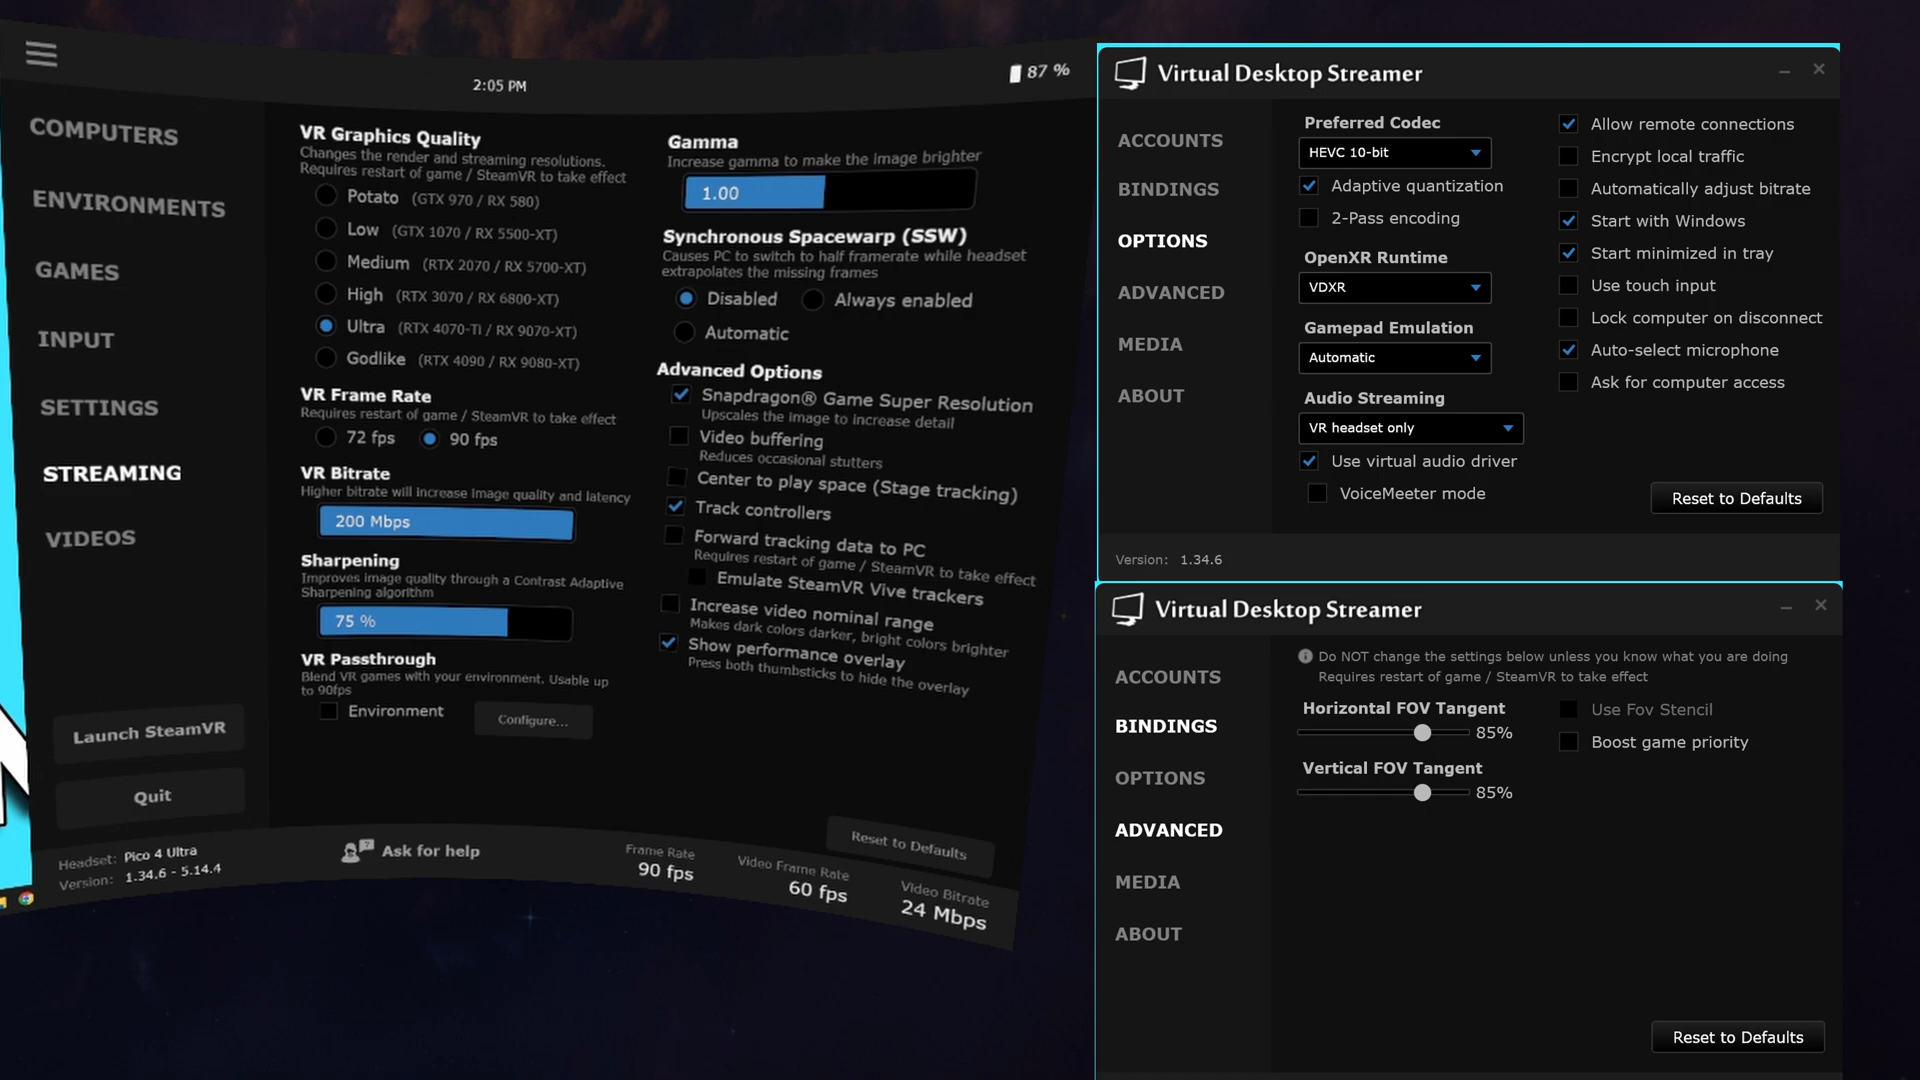 2:05 PM
87 %
COMPUTERS
ENVIRONMENTS
GAMES
INPUT
SETTINGS
STREAMING
VIDEOS
Launch SteamVR
Quit
VR Graphics Quality
Changes the render and streaming resolutions.
Requires restart of game / SteamVR to take effect
Potato (GTX 970 / RX 580)
Low (GTX 1070 / RX 5500-XT)
Medium (RTX 2070 / RX 5700-XT)
High (RTX 3070 / RX 6800-XT)
Ultra (RTX 4070-Ti / RX 9070-XT)
Godlike (RTX 4090 / RX 9080-XT)
VR Frame Rate
Requires restart of game / SteamVR to take effect
72 fps 90 fps
VR Bitrate
Higher bitrate will increase image quality and latency
200 Mbps
Sharpening
Improves image quality through a Contrast Adaptive
Sharpening algorithm
75 %
VR Passthrough
Blend VR games with your environment. Usable up
to 90fps
Environment Configure...
Gamma
Increase gamma to make the image brighter
1.00
Synchronous Spacewarp (SSW)
Causes PC to switch to half framerate while headset
extrapolates the missing frames
Disabled Always enabled
Automatic
Advanced Options
Snapdragon® Game Super Resolution
Upscales the image to increase detail
Video buffering
Reduces occasional stutters
Center to play space (Stage tracking)
Track controllers
Forward tracking data to PC
Requires restart of game / SteamVR to take effect
Emulate SteamVR Vive trackers
Increase video nominal range
Makes dark colors darker, bright colors brighter
Show performance overlay
Press both thumbsticks to hide the overlay
Reset to Defaults
Headset: Pico 4 Ultra
Version: 1.34.6 - 5.14.4
Ask for help
Frame Rate
90 fps
Video Frame Rate
60 fps
Video Bitrate
24 Mbps
Virtual Desktop Streamer
ACCOUNTS
BINDINGS
OPTIONS
ADVANCED
MEDIA
ABOUT
Preferred Codec
HEVC 10-bit
Adaptive quantization
2-Pass encoding
OpenXR Runtime
VDXR
Gamepad Emulation
Automatic
Audio Streaming
VR headset only
Use virtual audio driver
VoiceMeeter mode
Allow remote connections
Encrypt local traffic
Automatically adjust bitrate
Start with Windows
Start minimized in tray
Use touch input
Lock computer on disconnect
Auto-select microphone
Ask for computer access
Reset to Defaults
Version: 1.34.6
Virtual Desktop Streamer
ACCOUNTS
BINDINGS
OPTIONS
ADVANCED
MEDIA
ABOUT
Do NOT change the settings below unless you know what you are doing
Requires restart of game / SteamVR to take effect
Horizontal FOV Tangent
85%
Vertical FOV Tangent
85%
Use Fov Stencil
Boost game priority
Reset to Defaults